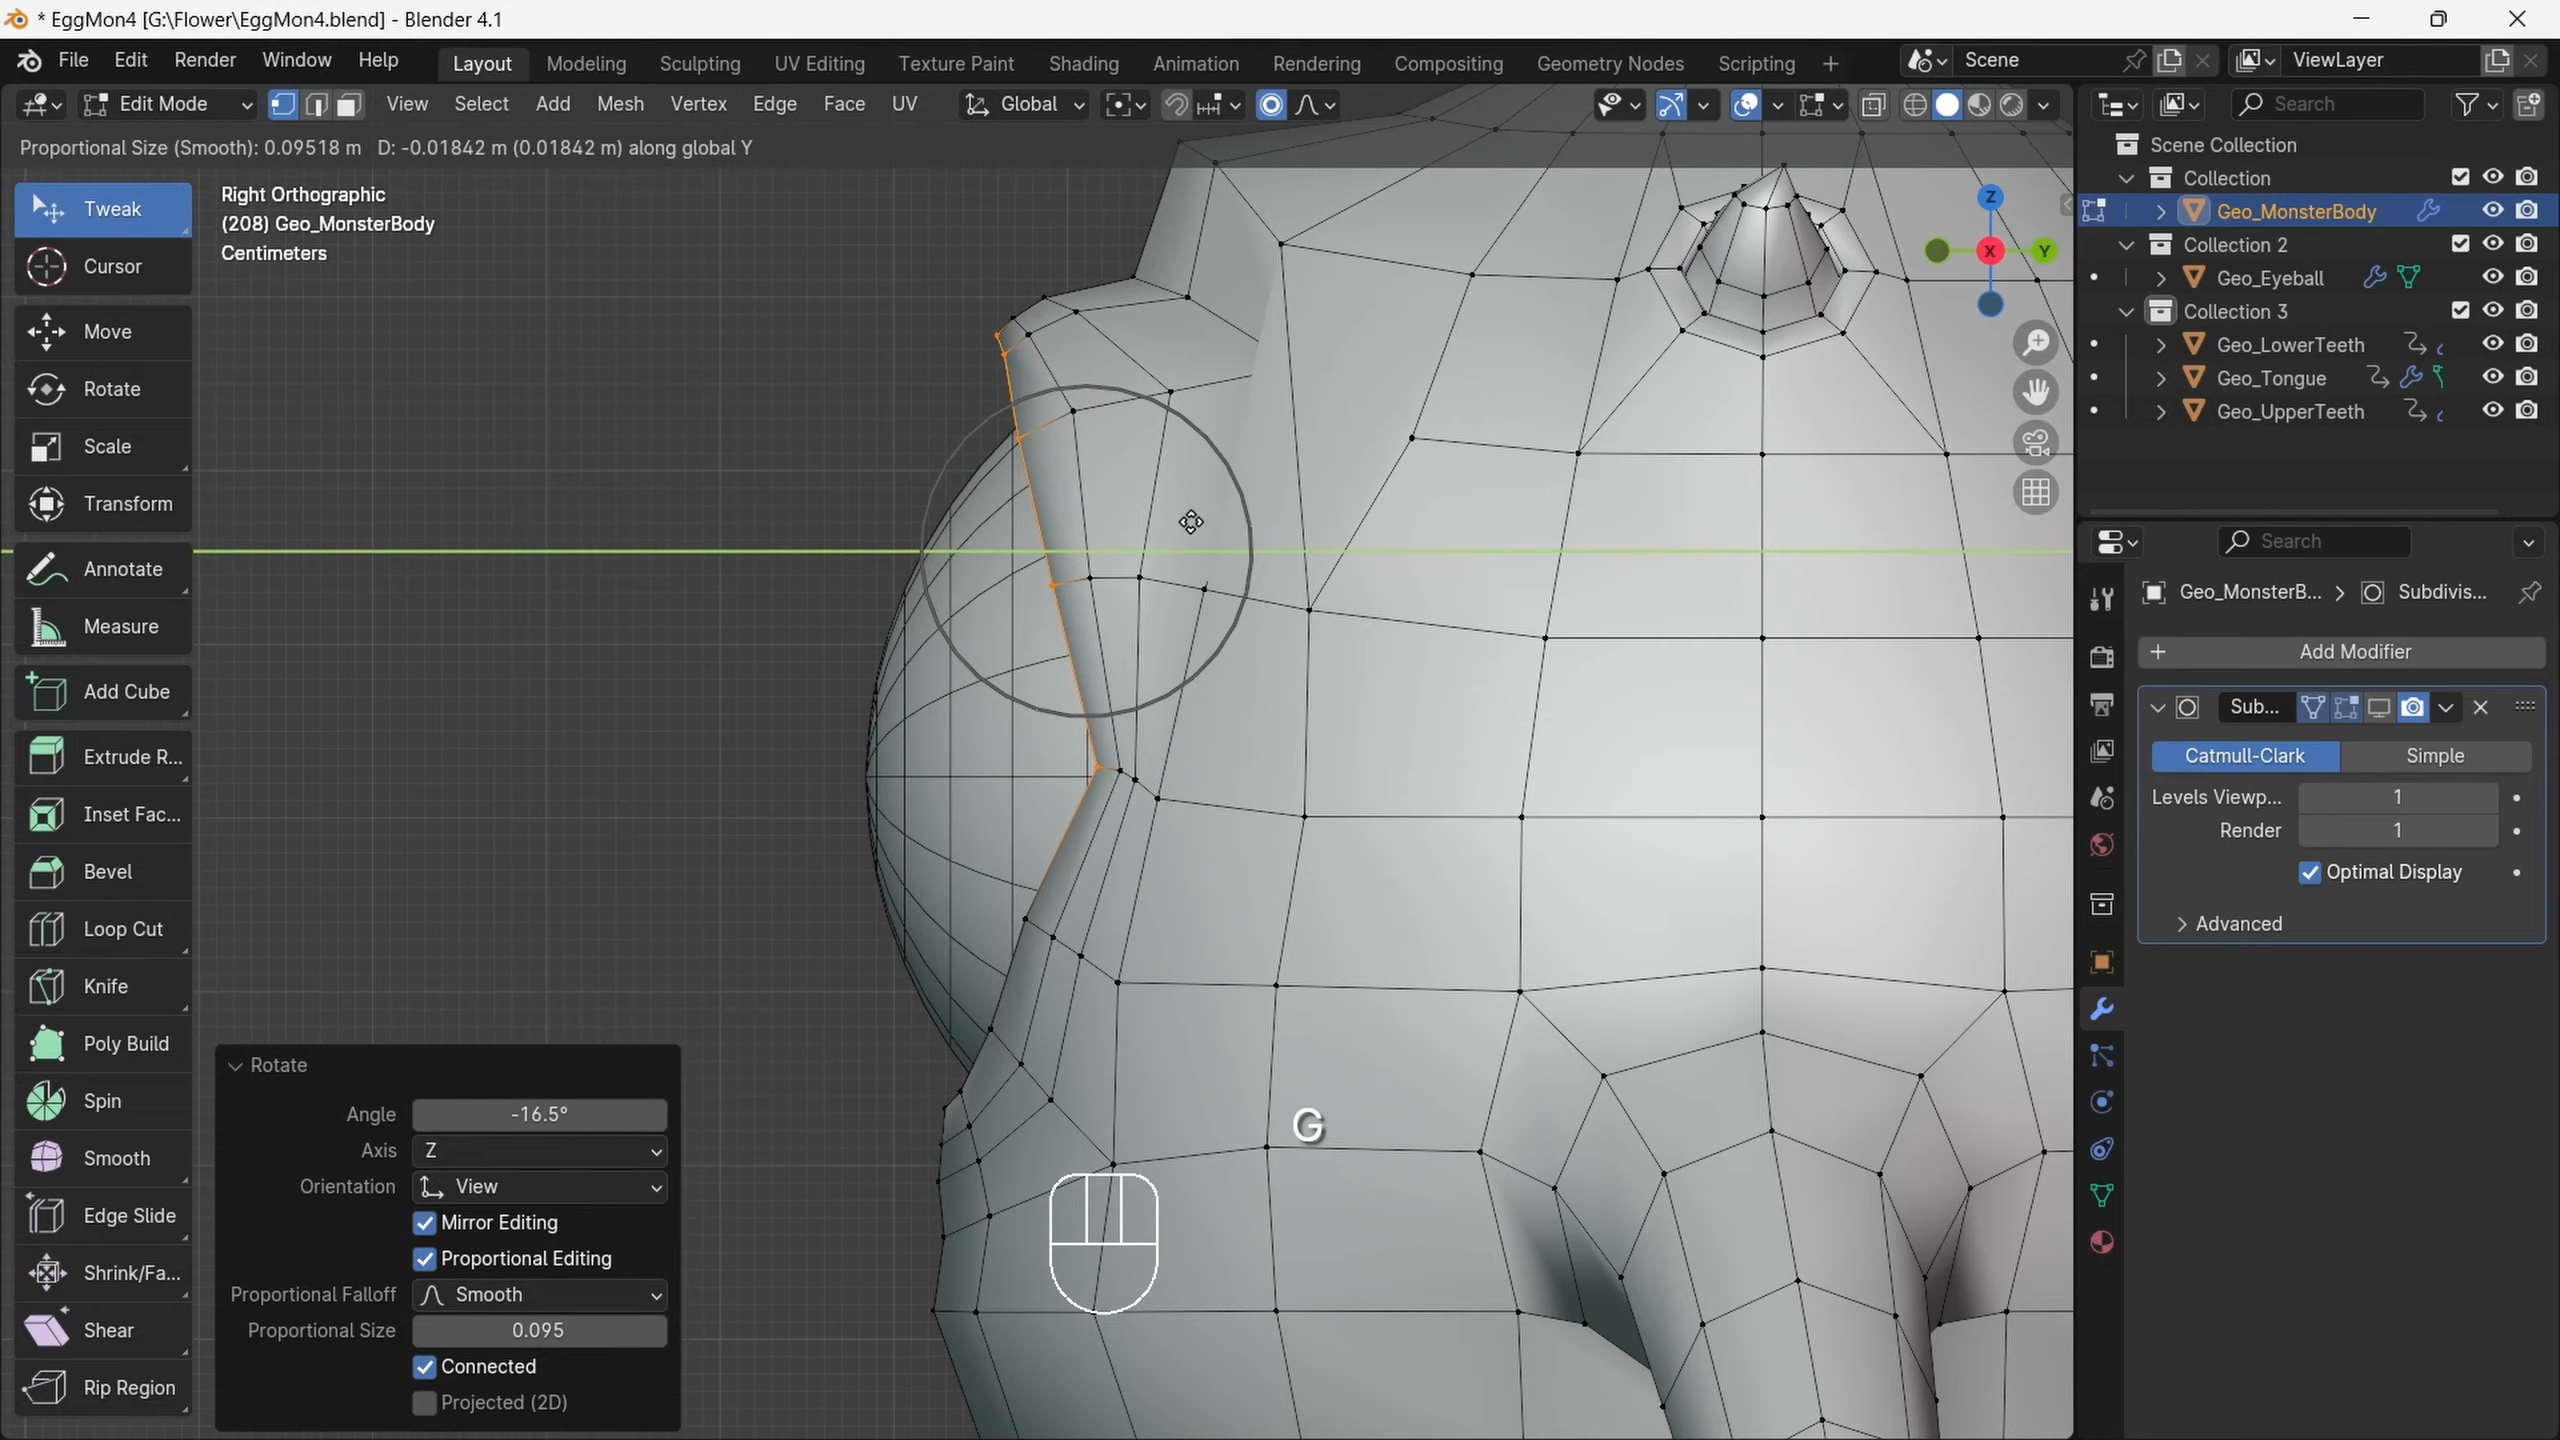 * EggMon4 [G:\Flower\EggMon4.blend] - Blender 4.1
File Edit Render Window Help Layout Modeling Sculpting UV Editing Texture Paint Shading Animation Rendering Compositing Geometry Nodes Scripting + Scene ViewLayer
Edit Mode View Select Add Mesh Vertex Edge Face UV Global Search
Proportional Size (Smooth): 0.09518 m D: -0.01842 m (0.01842 m) along global Y
Right Orthographic
(208) Geo_MonsterBody
Centimeters
Tweak
Cursor
Move
Rotate
Scale
Transform
Annotate
Measure
Add Cube
Extrude R...
Inset Fac...
Bevel
Loop Cut
Knife
Poly Build
Spin
Smooth
Edge Slide
Shrink/Fa...
Shear
Rip Region
Rotate
Angle -16.5°
Axis Z
Orientation View
Mirror Editing
Proportional Editing
Proportional Falloff Smooth
Proportional Size 0.095
Connected
Projected (2D)
G
Z
X
Y
Scene Collection
Collection
Geo_MonsterBody
Collection 2
Geo_Eyeball
Collection 3
Geo_LowerTeeth
Geo_Tongue
Geo_UpperTeeth
Search
Geo_MonsterB... Subdivis...
+ Add Modifier
Sub...
Catmull-Clark Simple
Levels Viewp... 1
Render 1
Optimal Display
Advanced